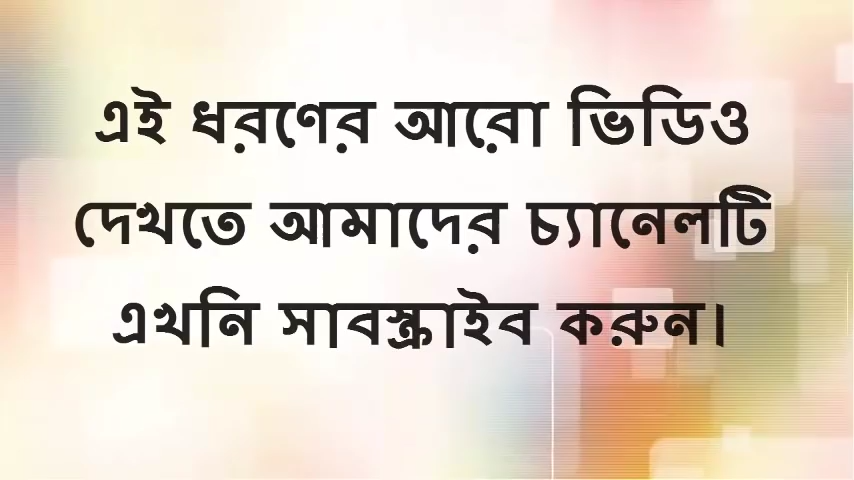 এই ধরণের আরো ভিডিও
দেখতে আমাদের চ্যানেলটি
এখনি সাবস্ক্রাইব করুন।